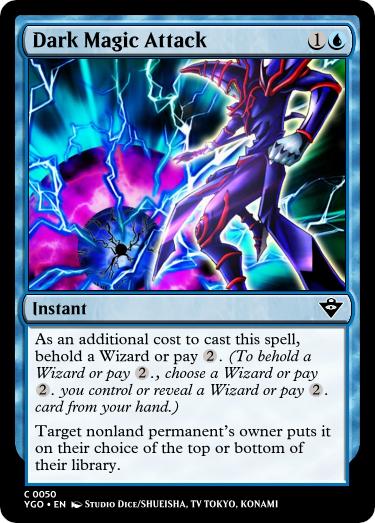 Dark Magic Attack 1
Instant
As an additional cost to cast this spell,
behold a Wizard or pay 2. (To behold a
Wizard or pay 2., choose a Wizard or pay
2. you control or reveal a Wizard or pay 2.
card from your hand.)
Target nonland permanent's owner puts it
on their choice of the top or bottom of
their library.
C 0050
YGO • EN Studio Dice/SHUEISHA, TV TOKYO, KONAMI